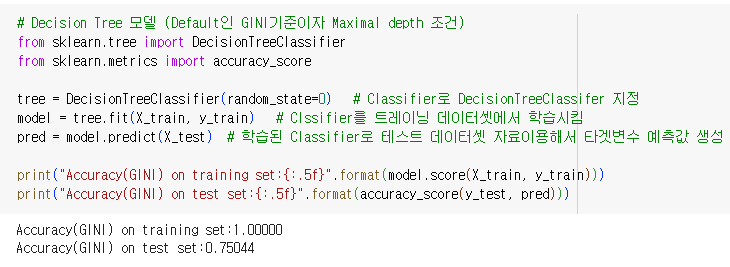 # Decision Tree 모델 (Default인 GINI기준이자 Maximal depth 조건)
from sklearn.tree import DecisionTreeClassifier
from sklearn.metrics import accuracy_score
tree = DecisionTreeClassifier(random_state=0)   # Classifier로 DecisionTreeClassifer 지정
model = tree.fit(X_train, y_train)   # Clssifier를 트레이닝 데이터셋에서 학습시킴
pred = model.predict(X_test)  # 학습된 Classifier로 테스트 데이터셋 자료이용해서 타겟변수 예측값 생성
print("Accuracy(GINI) on training set:{:.5f}".format(model.score(X_train, y_train)))
print("Accuracy(GINI) on test set:{:.5f}".format(accuracy_score(y_test, pred)))
Accuracy(GINI) on training set:1.00000
Accuracy(GINI) on test set:0.75044